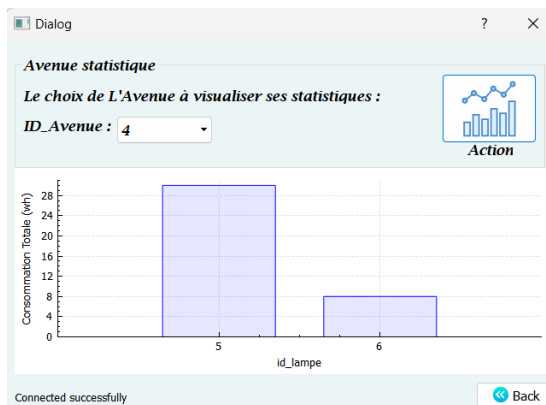 Dialog
?
Avenue statistique
Le choix de L'Avenue à visualiser ses statistiques :
ID_Avenue : 4
Action
Consommation Totale (wh)
28
24
20
16
12
8
4
0
5 6
id_lampe
Connected successfully
Back